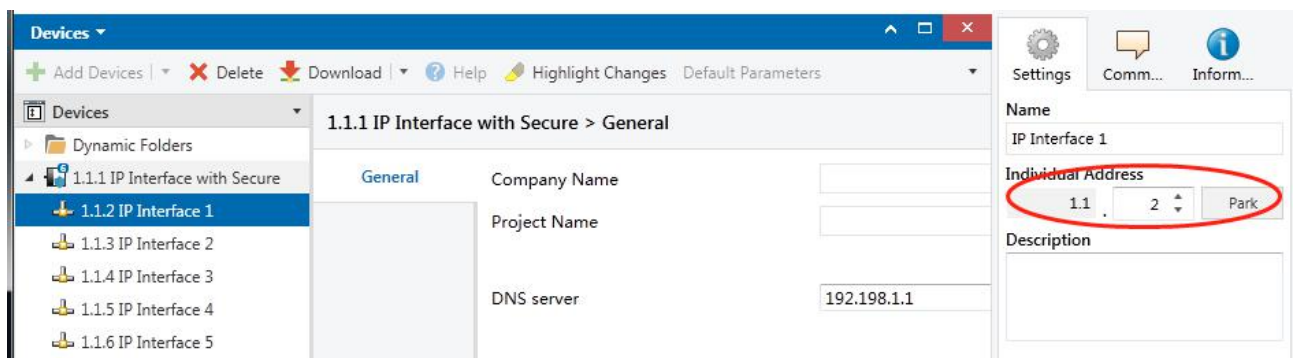 Devices
Add Devices Delete Download Help Highlight Changes Default Parameters
Devices
Dynamic Folders
1.1.1 IP Interface with Secure
1.1.2 IP Interface 1
1.1.3 IP Interface 2
1.1.4 IP Interface 3
1.1.5 IP Interface 4
1.1.6 IP Interface 5
1.1.1 IP Interface with Secure > General
General
Company Name
Project Name
DNS server 192.198.1.1
Settings Comm... Inform...
Name
IP Interface 1
Individual Address
1.1 . 2 Park
Description